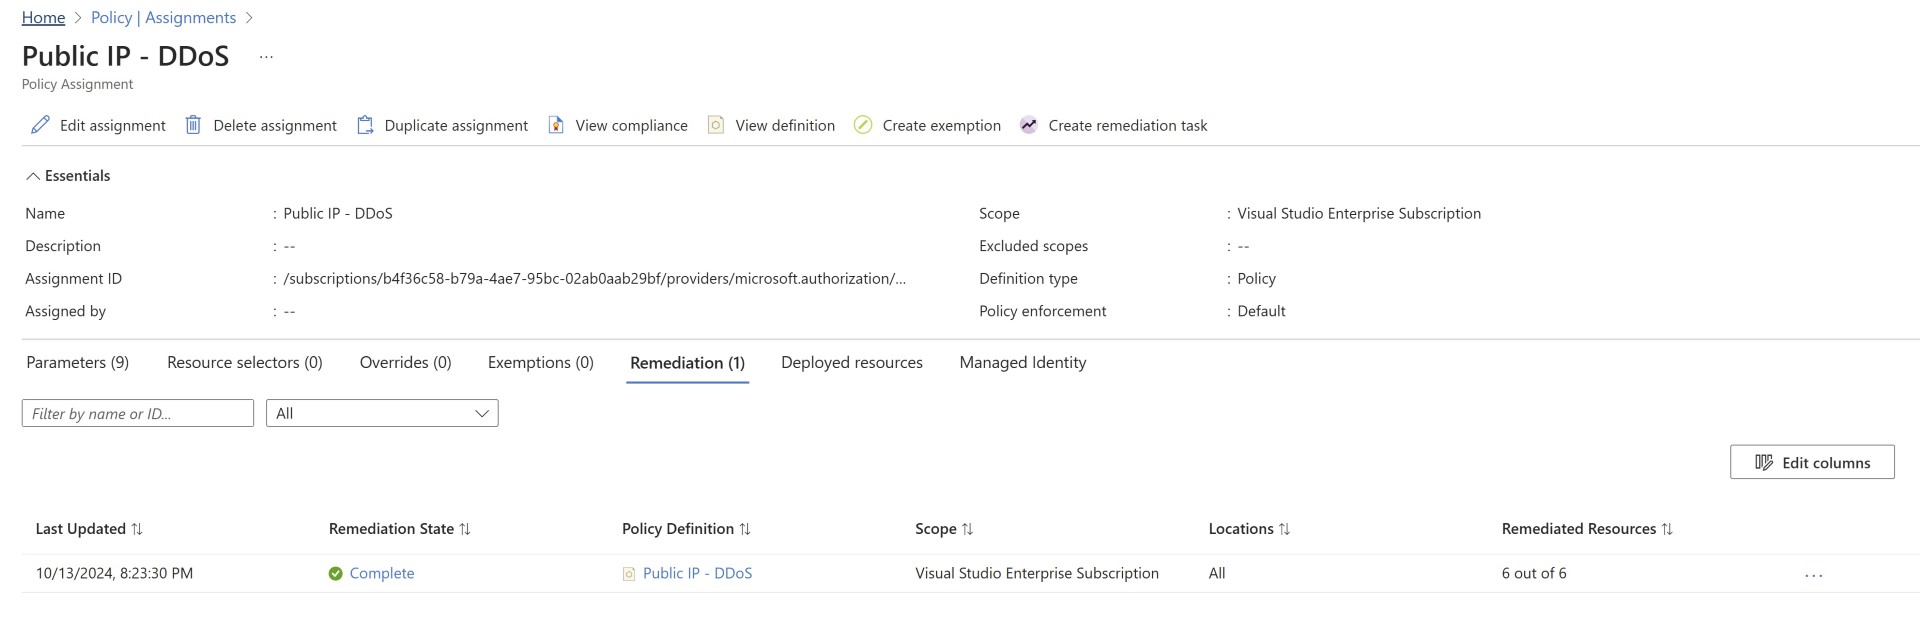 Home > Policy | Assignments >
Public IP - DDoS ...
Policy Assignment
Edit assignment Delete assignment Duplicate assignment View compliance View definition Create exemption Create remediation task
Essentials
Name : Public IP - DDoS Scope : Visual Studio Enterprise Subscription
Description : -- Excluded scopes : --
Assignment ID : /subscriptions/b4f36c58-b79a-4ae7-95bc-02ab0aab29bf/providers/microsoft.authorization/... Definition type : Policy
Assigned by : -- Policy enforcement : Default
Parameters (9) Resource selectors (0) Overrides (0) Exemptions (0) Remediation (1) Deployed resources Managed Identity
Filter by name or ID... All
Edit columns
Last Updated Remediation State Policy Definition Scope Locations Remediated Resources
10/13/2024, 8:23:30 PM Complete Public IP - DDoS Visual Studio Enterprise Subscription All 6 out of 6 ...